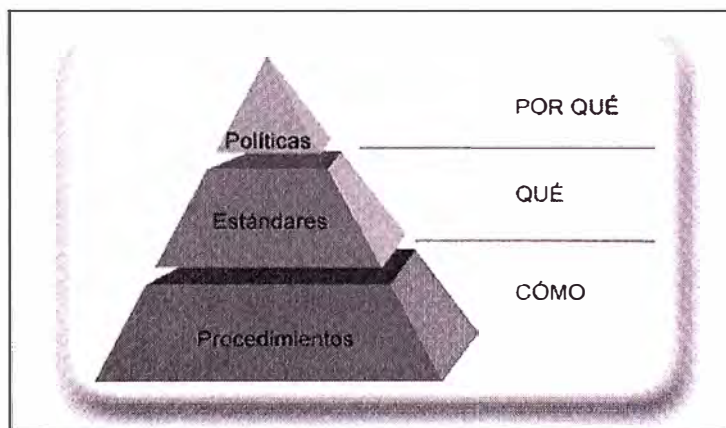 POR QUÉ
Políticas
QUÉ
Estándares
CÓMO
Procedimientos